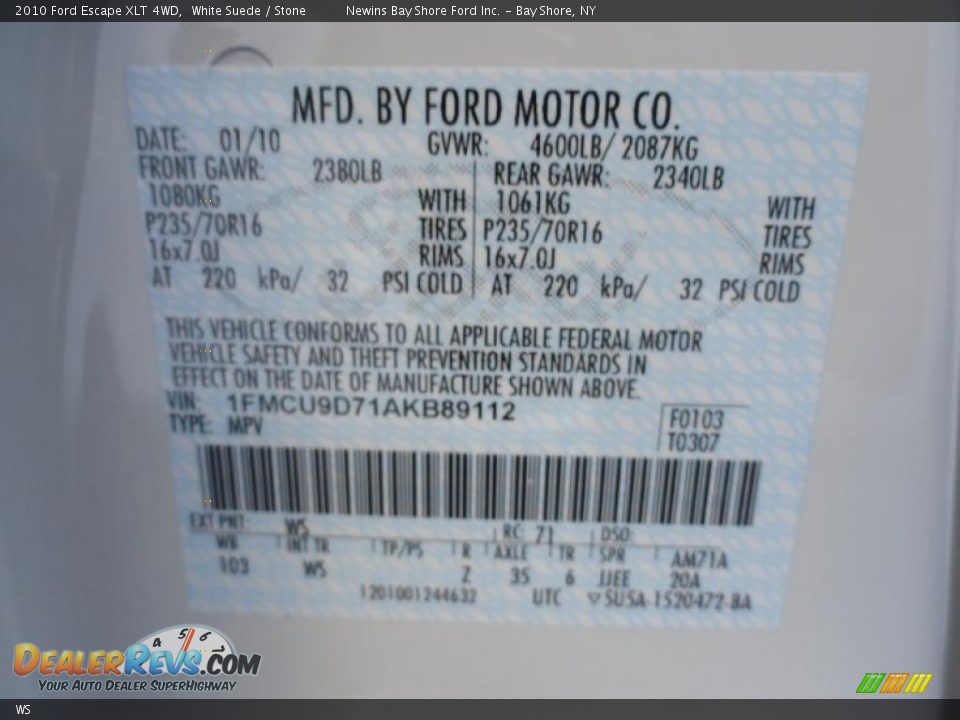 2010 Ford Escape XLT 4WD, White Suede / Stone Newins Bay Shore Ford Inc. - Bay Shore, NY
MFD. BY FORD MOTOR CO.
DATE: 01/10 GVWR: 4600LB/ 2087KG
FRONT GAWR: 2380LB REAR GAWR: 2340LB
1080KG WITH 1061KG WITH
P235/70R16 TIRES P235/70R16 TIRES
16x7.0J RIMS 16x7.0J RIMS
AT 220 kPa/ 32 PSI COLD AT 220 kPa/ 32 PSI COLD
THIS VEHICLE CONFORMS TO ALL APPLICABLE FEDERAL MOTOR
VEHICLE SAFETY AND THEFT PREVENTION STANDARDS IN
EFFECT ON THE DATE OF MANUFACTURE SHOWN ABOVE.
VIN: 1FMCU9D71AKB89112 F0103
TYPE: MPV T0307
EXT PNT: WS RC: 71 DSO:
WB INT TR TP/PS R AXLE TR SPR AM71A
103 WS Z 35 6 JJEE 20A
1201001244632 UTC ▽SU5A-1520472-BA
4 5 6
DEALERREVS.COM
YOUR AUTO DEALER SUPERHIGHWAY
WS